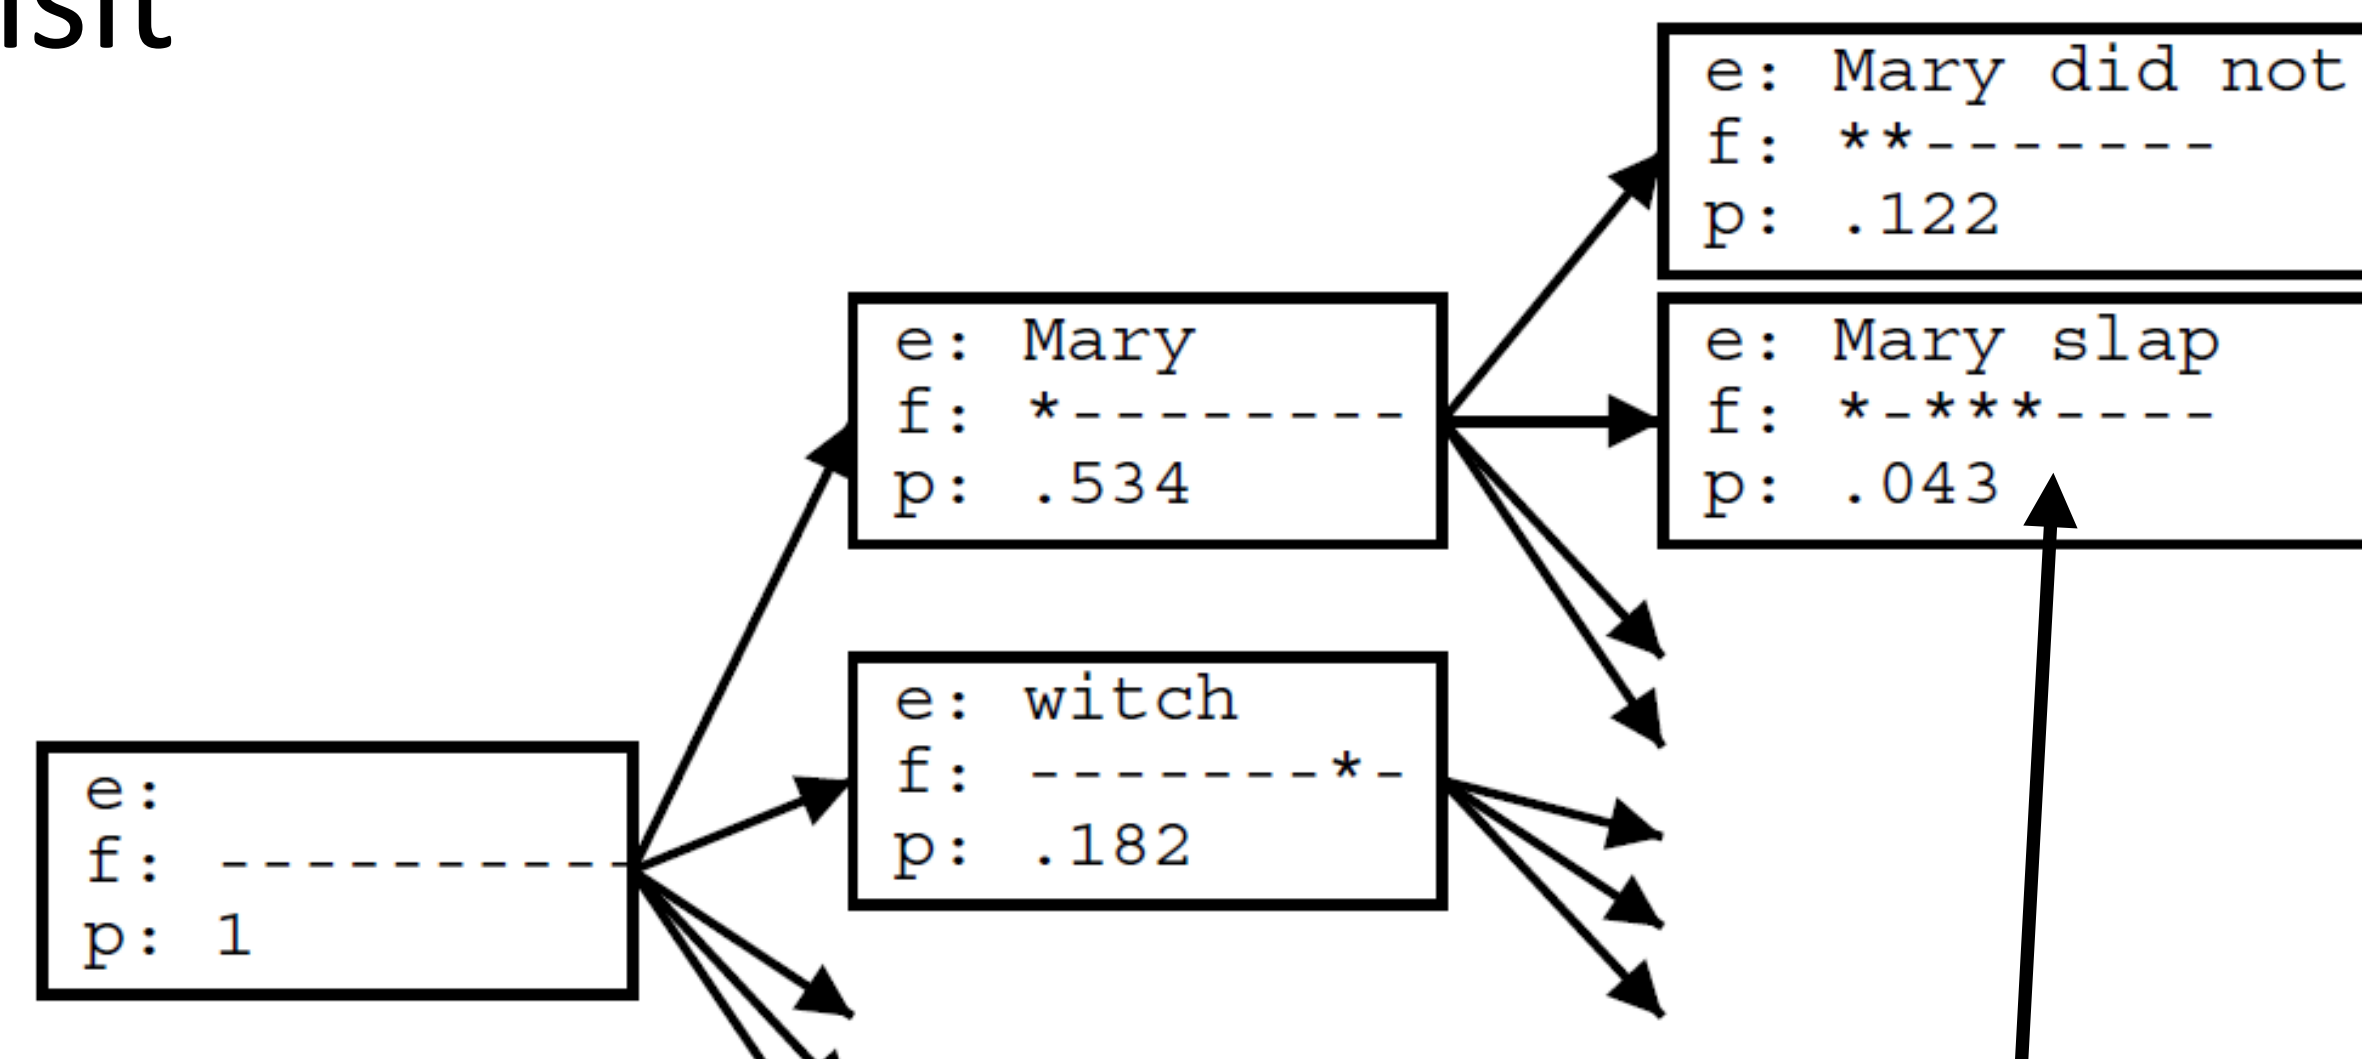 isit
e: Mary did not
f: **-------
p: .122
e: Mary
f: *--------
p: .534
e: Mary slap
f: *-***----
p: .043
e: witch
f: -------*-
p: .182
e:
f: ----------
p: 1